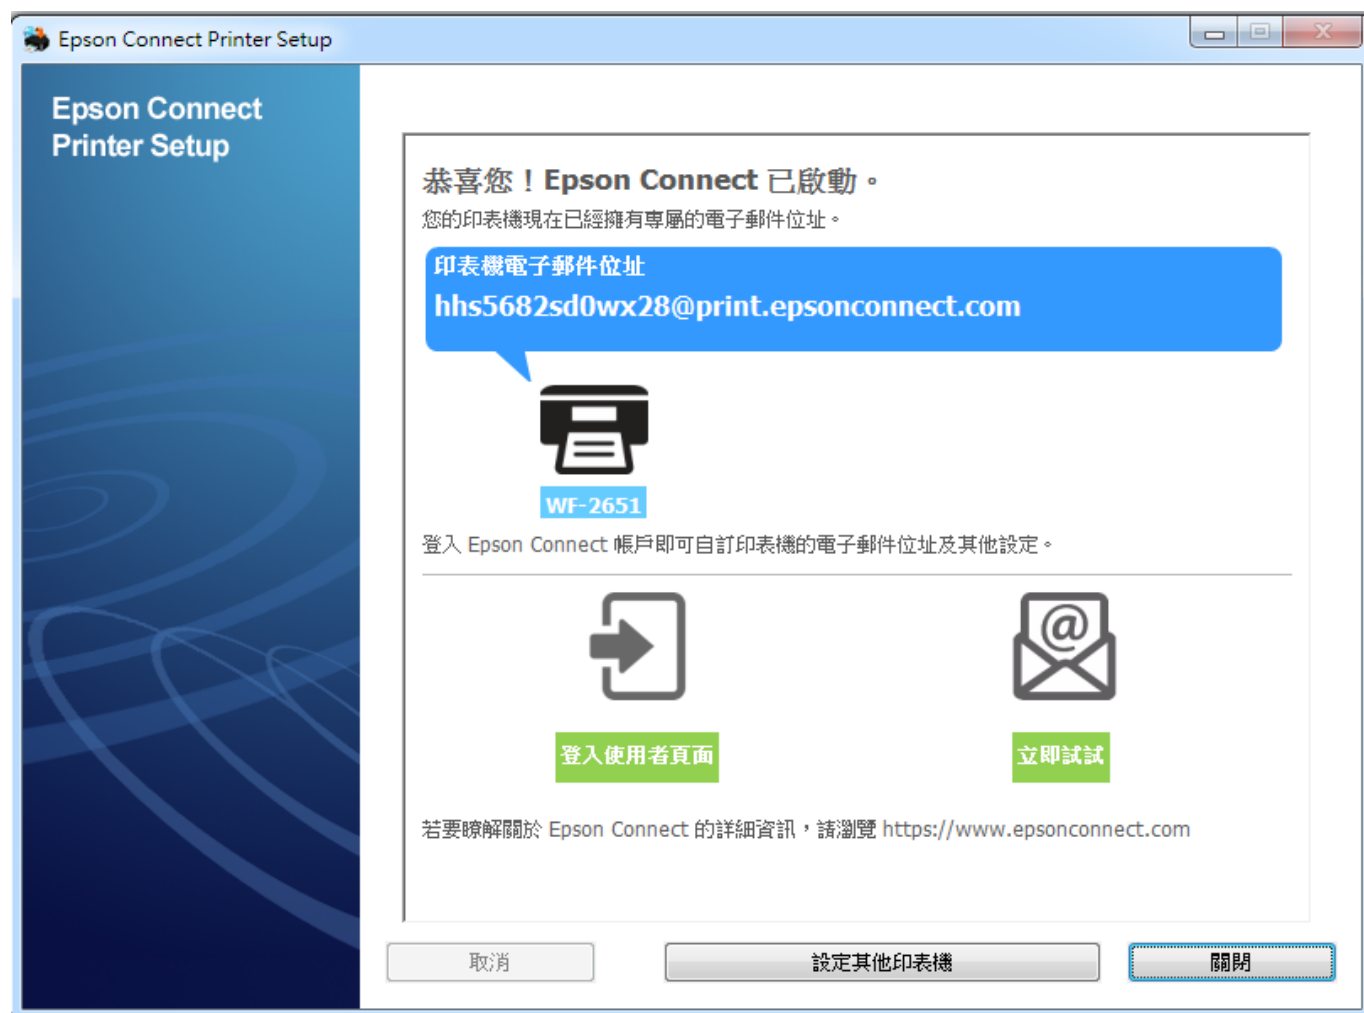 Epson Connect Printer Setup
Epson Connect
Printer Setup
恭喜您！Epson Connect 已啟動。
您的印表機現在已經擁有專屬的電子郵件位址。
印表機電子郵件位址
hhs5682sd0wx28@print.epsonconnect.com
WF-2651
登入 Epson Connect 帳戶即可自訂印表機的電子郵件位址及其他設定。
@
登入使用者頁面
立即試試
若要瞭解關於 Epson Connect 的詳細資訊，請瀏覽 https://www.epsonconnect.com
取消
設定其他印表機
關閉